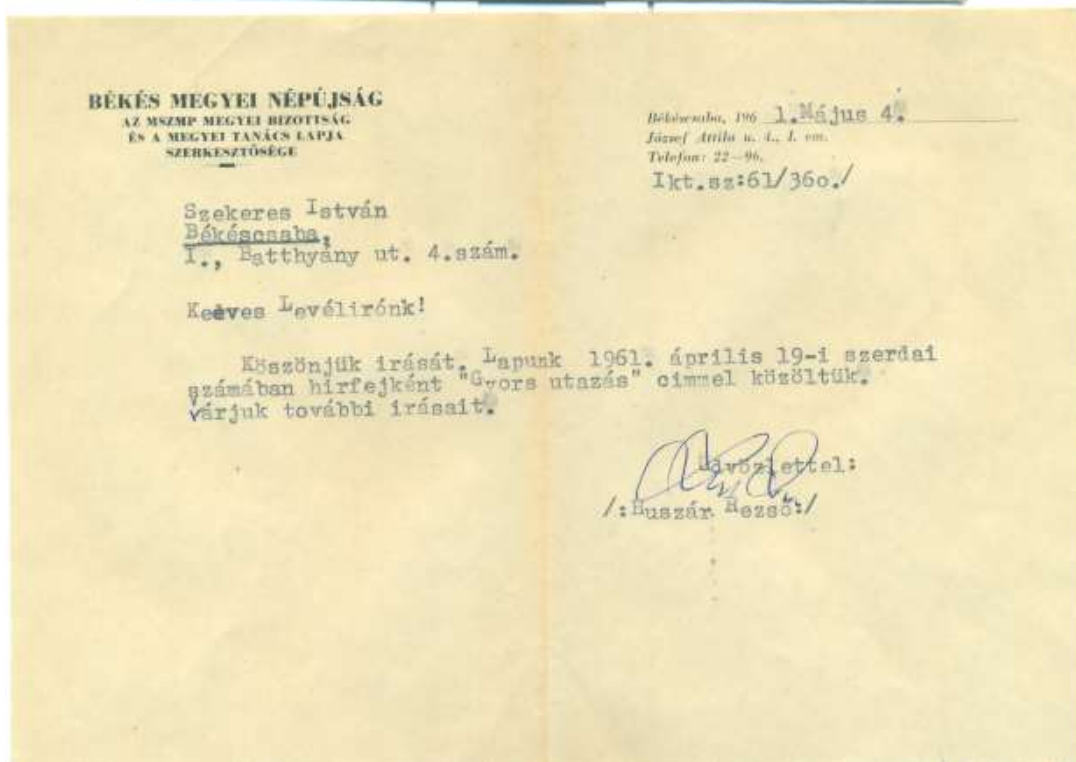 BÉKÉS MEGYEI NÉPÚJSÁG
AZ MSZMP MEGYEI BIZOTTSÁG
ÉS A MEGYEI TANÁCS LAPJA
SZERKESZTŐSÉGE
Békéscsaba, 196 1.Május 4.
József Attila u. 4., I. em.
Telefon: 22—96.
Ikt.sz:61/36o./
Szekeres István
Békéscsaba,
I., Batthyány ut. 4.szám.
Kedves Levélirónk!
Köszönjük irását. Lapunk 1961. április 19-i szerdai
számában hirfejként "Gyors utazás" cimmel közöltük.
Várjuk további irásait.
Üdvözlettel:
/:Huszár Rezső:/